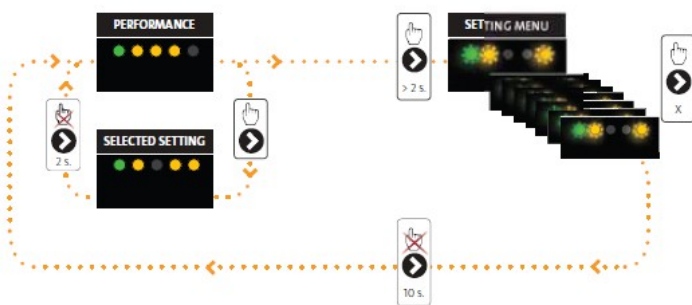 PERFORMANCE
SETTING MENU
> 2 s.
X
2 s.
SELECTED SETTING
10 s.